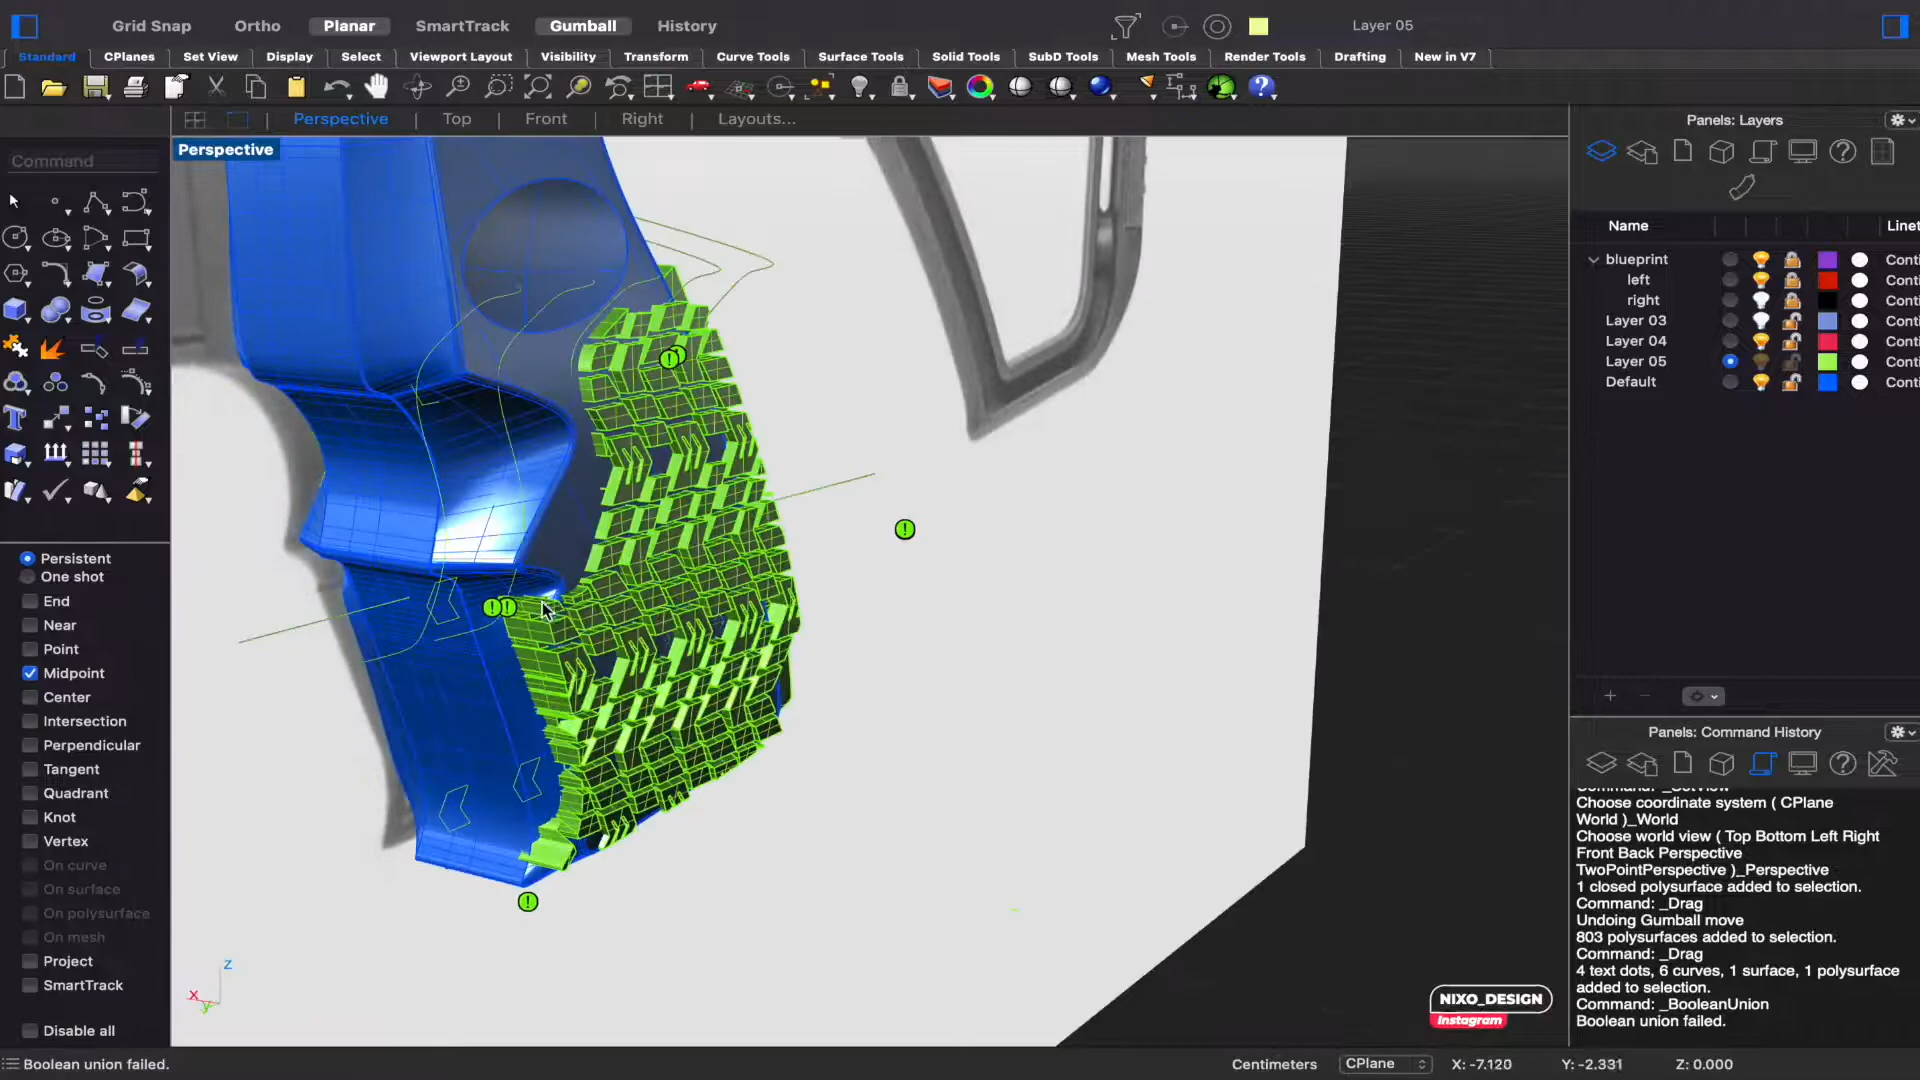 Grid Snap Ortho Planar SmartTrack Gumball History Layer 05
Standard CPlanes Set View Display Select Viewport Layout Visibility Transform Curve Tools Surface Tools Solid Tools SubD Tools Mesh Tools Render Tools Drafting New in V7
Perspective Top Front Right Layouts...
Perspective
Command
Persistent
One shot
End
Near
Point
Midpoint
Center
Intersection
Perpendicular
Tangent
Quadrant
Knot
Vertex
On curve
On surface
On polysurface
On mesh
Project
SmartTrack
Disable all
z
x
y
NIXO_DESIGN
Instagram
Panels: Layers
Name Linet
blueprint Conti
left Conti
right Conti
Layer 03 Conti
Layer 04 Conti
Layer 05 Conti
Default Conti
Panels: Command History
Choose coordinate system ( CPlane
World )_World
Choose world view ( Top Bottom Left Right
Front Back Perspective
TwoPointPerspective )_Perspective
1 closed polysurface added to selection.
Command: _Drag
Undoing Gumball move
803 polysurfaces added to selection.
Command: _Drag
4 text dots, 6 curves, 1 surface, 1 polysurface
added to selection.
Command: _BooleanUnion
Boolean union failed.
Boolean union failed. Centimeters CPlane X: -7.120 Y: -2.331 Z: 0.000